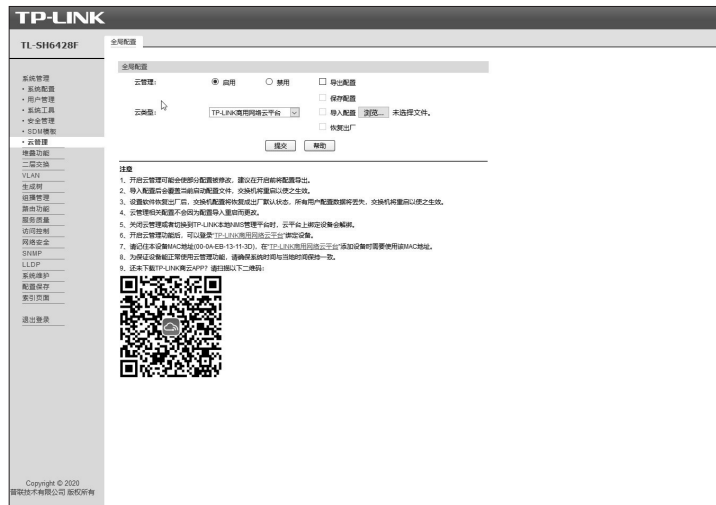 TP-LINK
TL-SH6428F
全局配置
系统管理
• 系统配置
• 用户管理
• 系统工具
• 安全管理
• SDM模板
• 云管理
堆叠功能
二层交换
VLAN
生成树
组播管理
路由功能
服务质量
访问控制
网络安全
SNMP
LLDP
系统维护
配置保存
索引页面
退出登录
Copyright © 2020
普联技术有限公司 版权所有
全局配置
云管理: 启用 禁用 导出配置
保存配置
云类型: TP-LINK商用网络云平台 导入配置 浏览... 未选择文件。
恢复出厂
提交 帮助
注意
1、开启云管理可能会使部分配置被修改，建议在开启前将配置导出。
2、导入配置后会覆盖当前启动配置文件，交换机将重启以使之生效。
3、设置软件恢复出厂后，交换机配置将恢复成出厂默认状态，所有用户配置数据将丢失，交换机将重启以使之生效。
4、云管理相关配置不会因为配置导入重启而更改。
5、关闭云管理或者切换到TP-LINK本地NMS管理平台时，云平台上绑定设备会解绑。
6、开启云管理功能后，可以登录“TP-LINK商用网络云平台”绑定设备。
7、请记住本设备MAC地址(00-0A-EB-13-11-3D)，在“TP-LINK商用网络云平台”添加设备时需要使用该MAC地址。
8、为保证设备能正常使用云管理功能，请确保系统时间与当地时间保持一致。
9、还未下载TP-LINK商云APP？请扫描以下二维码：